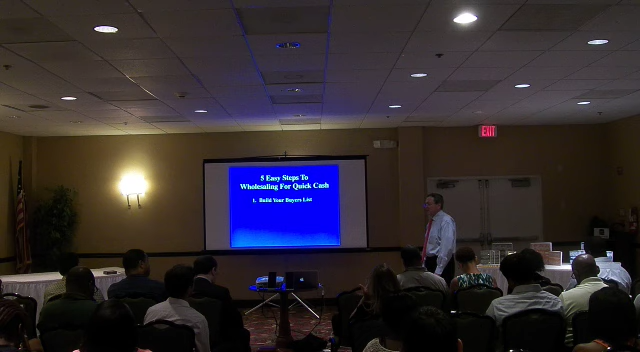 5 Easy Steps To
Wholesaling For Quick Cash
1. Build Your Buyers List
EXIT